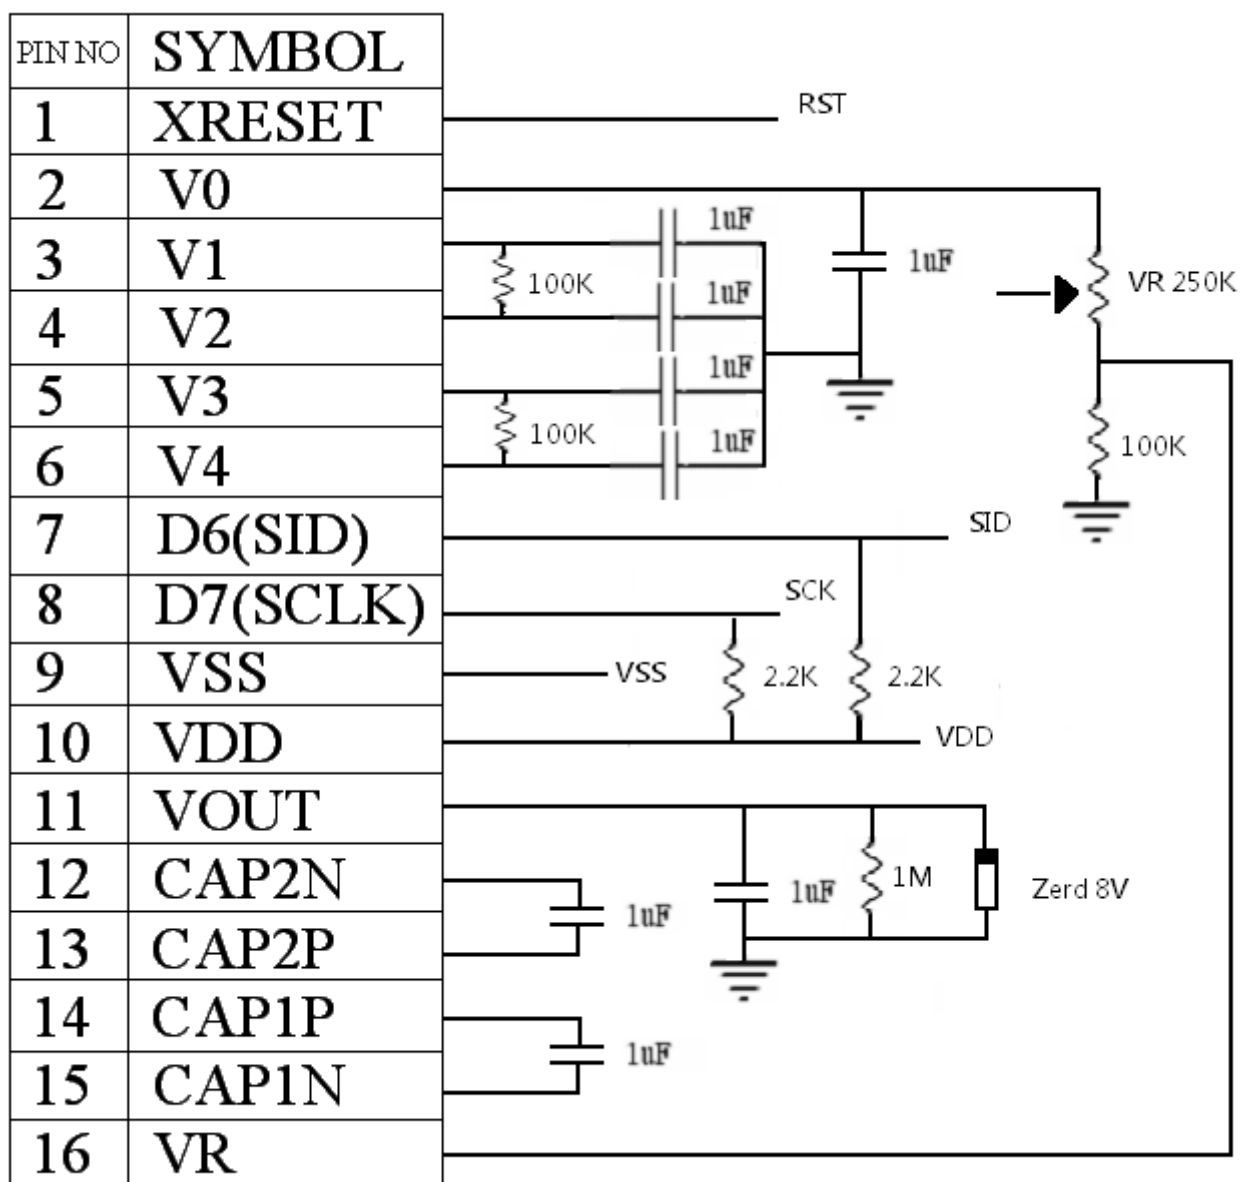 PIN NO SYMBOL
1 XRESET RST
2 V0
1uF
3 V1
1uF
100K
VR 250K
1uF
4 V2
1uF
5 V3
100K
1uF
100K
6 V4
7 D6(SID) SID
8 D7(SCLK) SCK
9 VSS VSS 2.2K 2.2K
10 VDD VDD
11 VOUT
12 CAP2N 1uF 1M Zerd 8V
1uF
13 CAP2P
14 CAP1P
1uF
15 CAP1N
16 VR